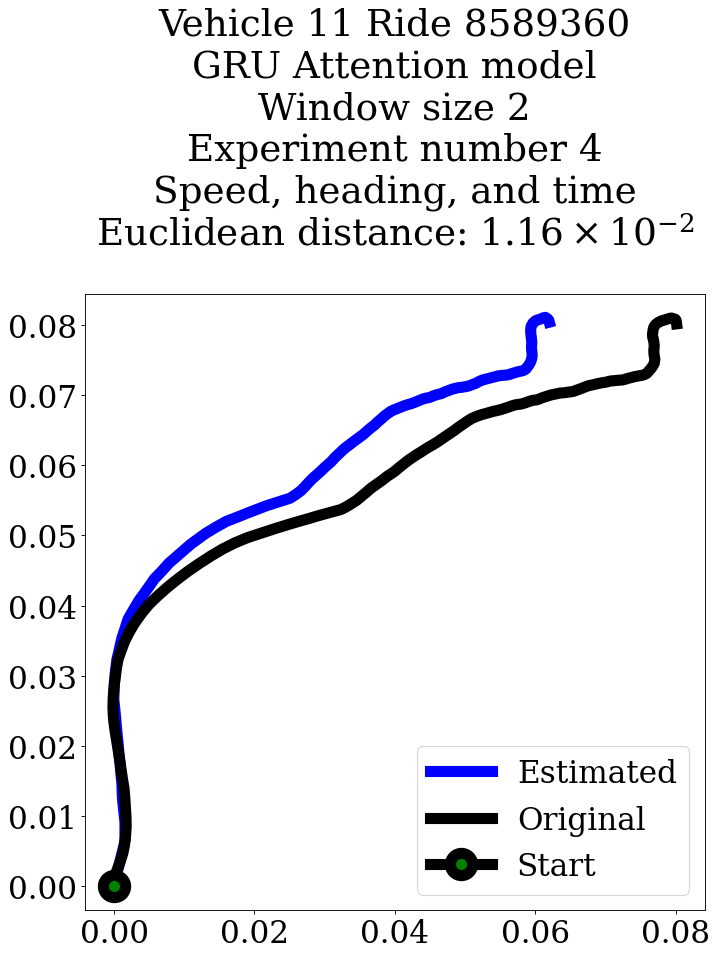 Vehicle 11 Ride 8589360
GRU Attention model
Window size 2
Experiment number 4
Speed, heading, and time
Euclidean distance: 1.16 × 10⁻²
0.08
0.07
0.06
0.05
0.04
0.03
0.02
0.01
0.00
Estimated
Original
Start
0.00 0.02 0.04 0.06 0.08